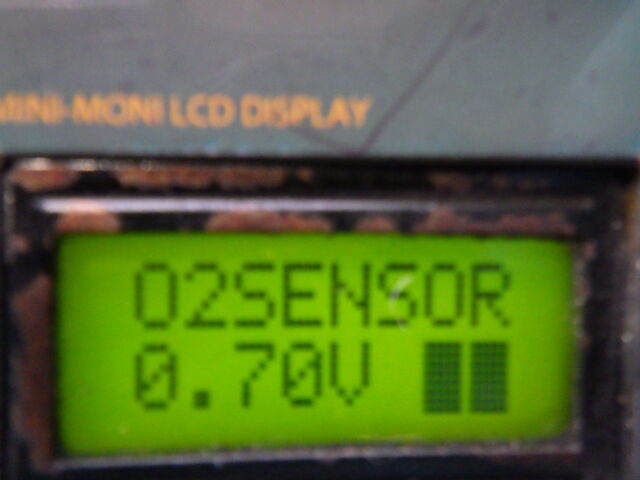 MINI-MONI LCD DISPLAY
O2SENSOR
0.70V ██